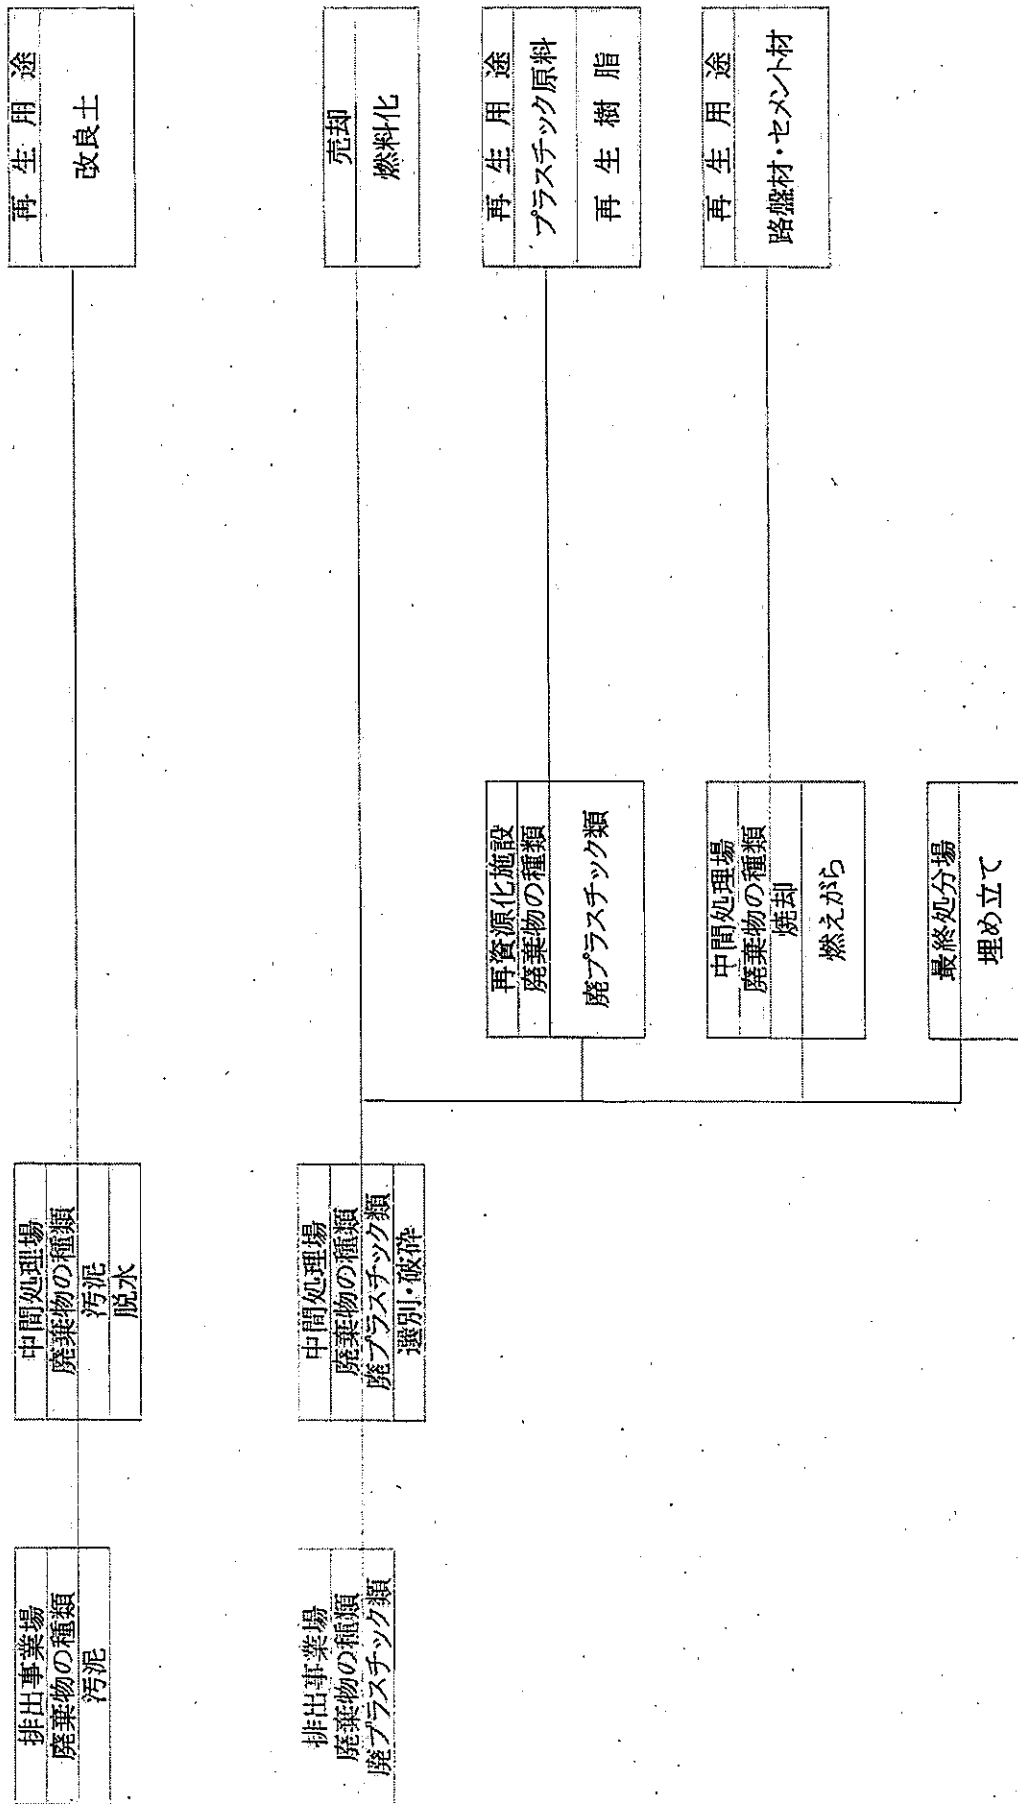 排出事業場
廃棄物の種類
汚泥
中間処理場
廃棄物の種類
汚泥
脱水
再生用途
改良土
排出事業場
廃棄物の種類
廃プラスチック類
中間処理場
廃棄物の種類
廃プラスチック類
選別・破砕
売却
燃料化
再資源化施設
廃棄物の種類
廃プラスチック類
再生用途
プラスチック原料
再生樹脂
中間処理場
廃棄物の種類
焼却
燃えがら
再生用途
路盤材・セメント材
最終処分場
埋め立て